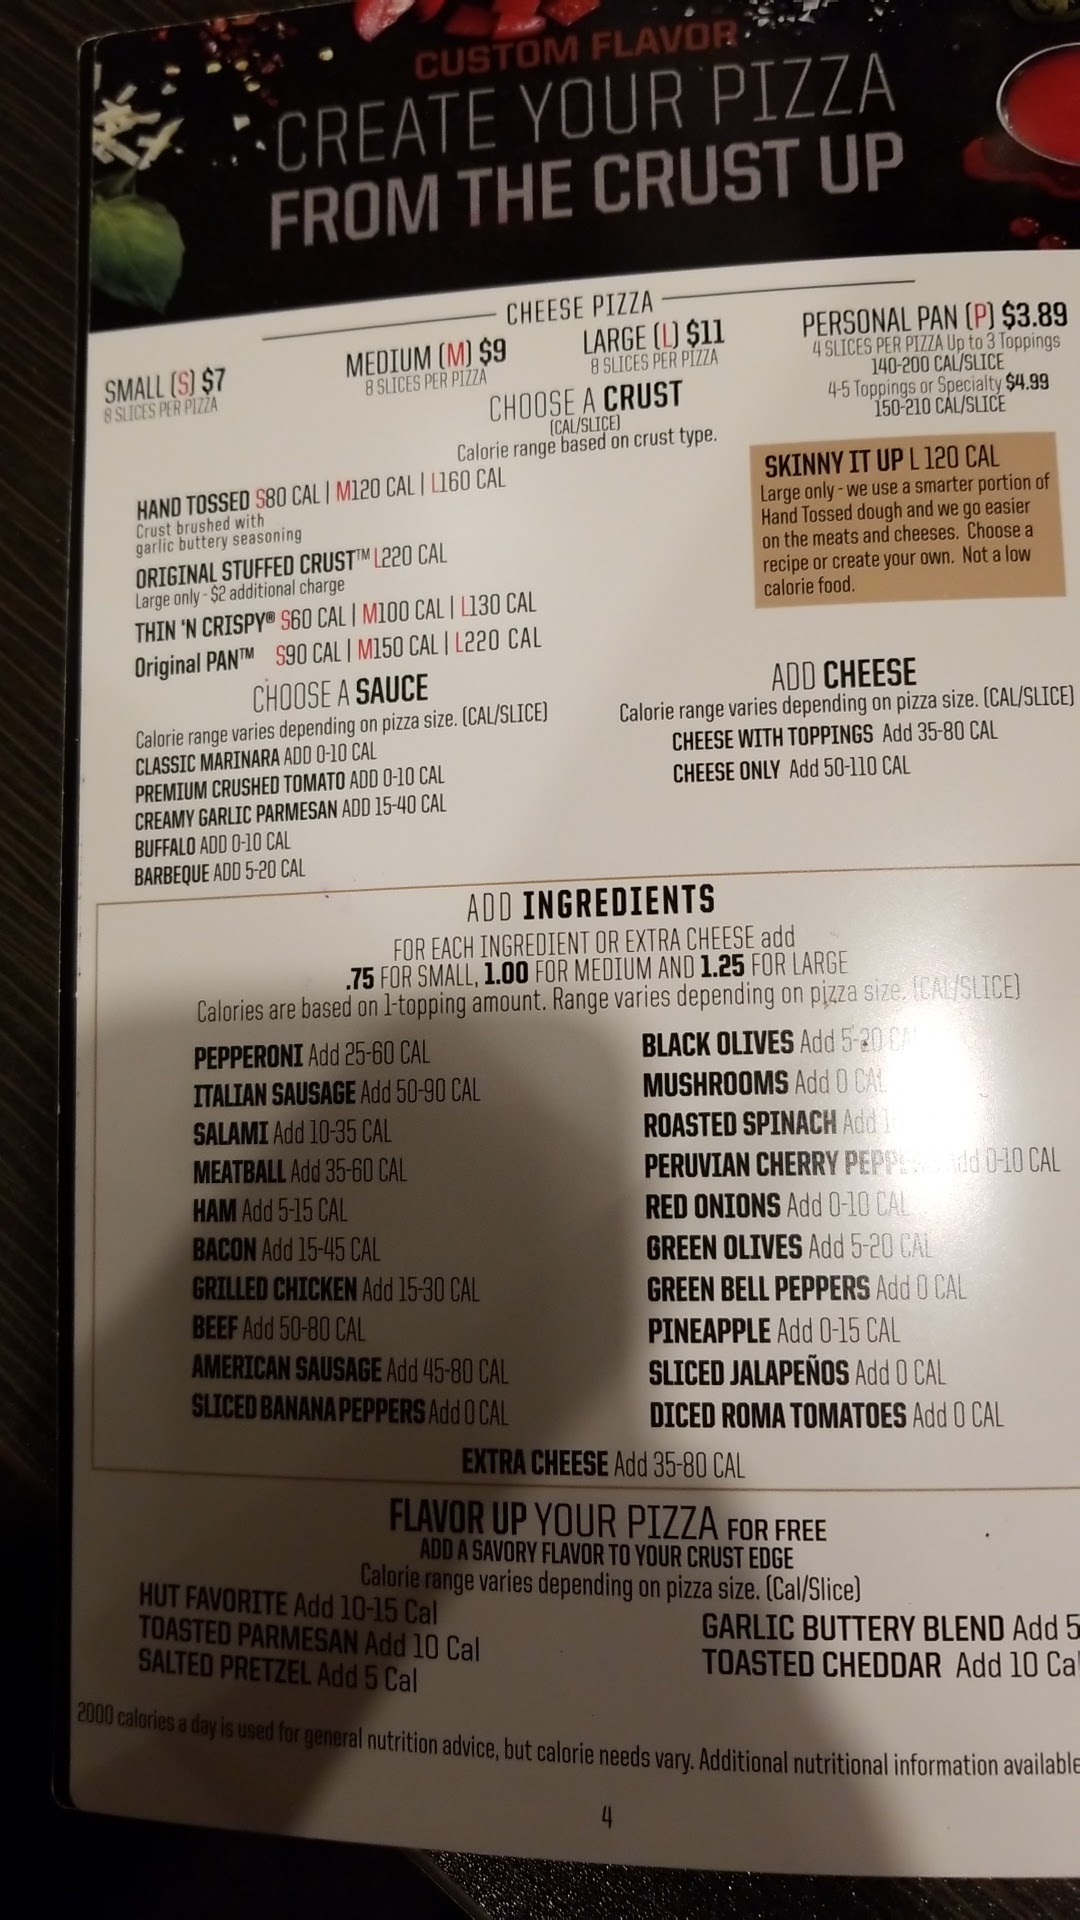 CUSTOM FLAVOR
CREATE YOUR PIZZA
FROM THE CRUST UP
CHEESE PIZZA
SMALL (S) $7
8 SLICES PER PIZZA
MEDIUM (M) $9
8 SLICES PER PIZZA
LARGE (L) $11
8 SLICES PER PIZZA
PERSONAL PAN (P) $3.89
4 SLICES PER PIZZA Up to 3 Toppings
140-200 CAL/SLICE
4-5 Toppings or Specialty $4.99
150-210 CAL/SLICE
CHOOSE A CRUST
(CAL/SLICE)
Calorie range based on crust type.
HAND TOSSED S80 CAL | M120 CAL | L160 CAL
Crust brushed with
garlic buttery seasoning
ORIGINAL STUFFED CRUST™ L220 CAL
Large only - $2 additional charge
THIN 'N CRISPY® S60 CAL | M100 CAL | L130 CAL
Original PAN™ S90 CAL | M150 CAL | L220 CAL
SKINNY IT UP L 120 CAL
Large only - we use a smarter portion of
Hand Tossed dough and we go easier
on the meats and cheeses. Choose a
recipe or create your own. Not a low
calorie food.
CHOOSE A SAUCE
Calorie range varies depending on pizza size. (CAL/SLICE)
CLASSIC MARINARA ADD 0-10 CAL
PREMIUM CRUSHED TOMATO ADD 0-10 CAL
CREAMY GARLIC PARMESAN ADD 15-40 CAL
BUFFALO ADD 0-10 CAL
BARBEQUE ADD 5-20 CAL
ADD CHEESE
Calorie range varies depending on pizza size. (CAL/SLICE)
CHEESE WITH TOPPINGS Add 35-80 CAL
CHEESE ONLY Add 50-110 CAL
ADD INGREDIENTS
FOR EACH INGREDIENT OR EXTRA CHEESE add
.75 FOR SMALL, 1.00 FOR MEDIUM AND 1.25 FOR LARGE
Calories are based on 1-topping amount. Range varies depending on pizza size. (CAL/SLICE)
PEPPERONI Add 25-60 CAL
ITALIAN SAUSAGE Add 50-90 CAL
SALAMI Add 10-35 CAL
MEATBALL Add 35-60 CAL
HAM Add 5-15 CAL
BACON Add 15-45 CAL
GRILLED CHICKEN Add 15-30 CAL
BEEF Add 50-80 CAL
AMERICAN SAUSAGE Add 45-80 CAL
SLICED BANANA PEPPERS Add 0 CAL
BLACK OLIVES Add 5-20 CAL
MUSHROOMS Add 0 CAL
ROASTED SPINACH Add
PERUVIAN CHERRY Add 0-10 CAL
RED ONIONS Add 0-10 CAL
GREEN OLIVES Add 5-20 CAL
GREEN BELL PEPPERS Add 0 CAL
PINEAPPLE Add 0-15 CAL
SLICED JALAPEÑOS Add 0 CAL
DICED ROMA TOMATOES Add 0 CAL
EXTRA CHEESE Add 35-80 CAL
FLAVOR UP YOUR PIZZA FOR FREE
ADD A SAVORY FLAVOR TO YOUR CRUST EDGE
Calorie range varies depending on pizza size. (Cal/Slice)
HUT FAVORITE Add 10-15 Cal
TOASTED PARMESAN Add 10 Cal
SALTED PRETZEL Add 5 Cal
GARLIC BUTTERY BLEND Add 5
TOASTED CHEDDAR Add 10 Cal
2000 calories a day is used for general nutrition advice, but calorie needs vary. Additional nutritional information available
4